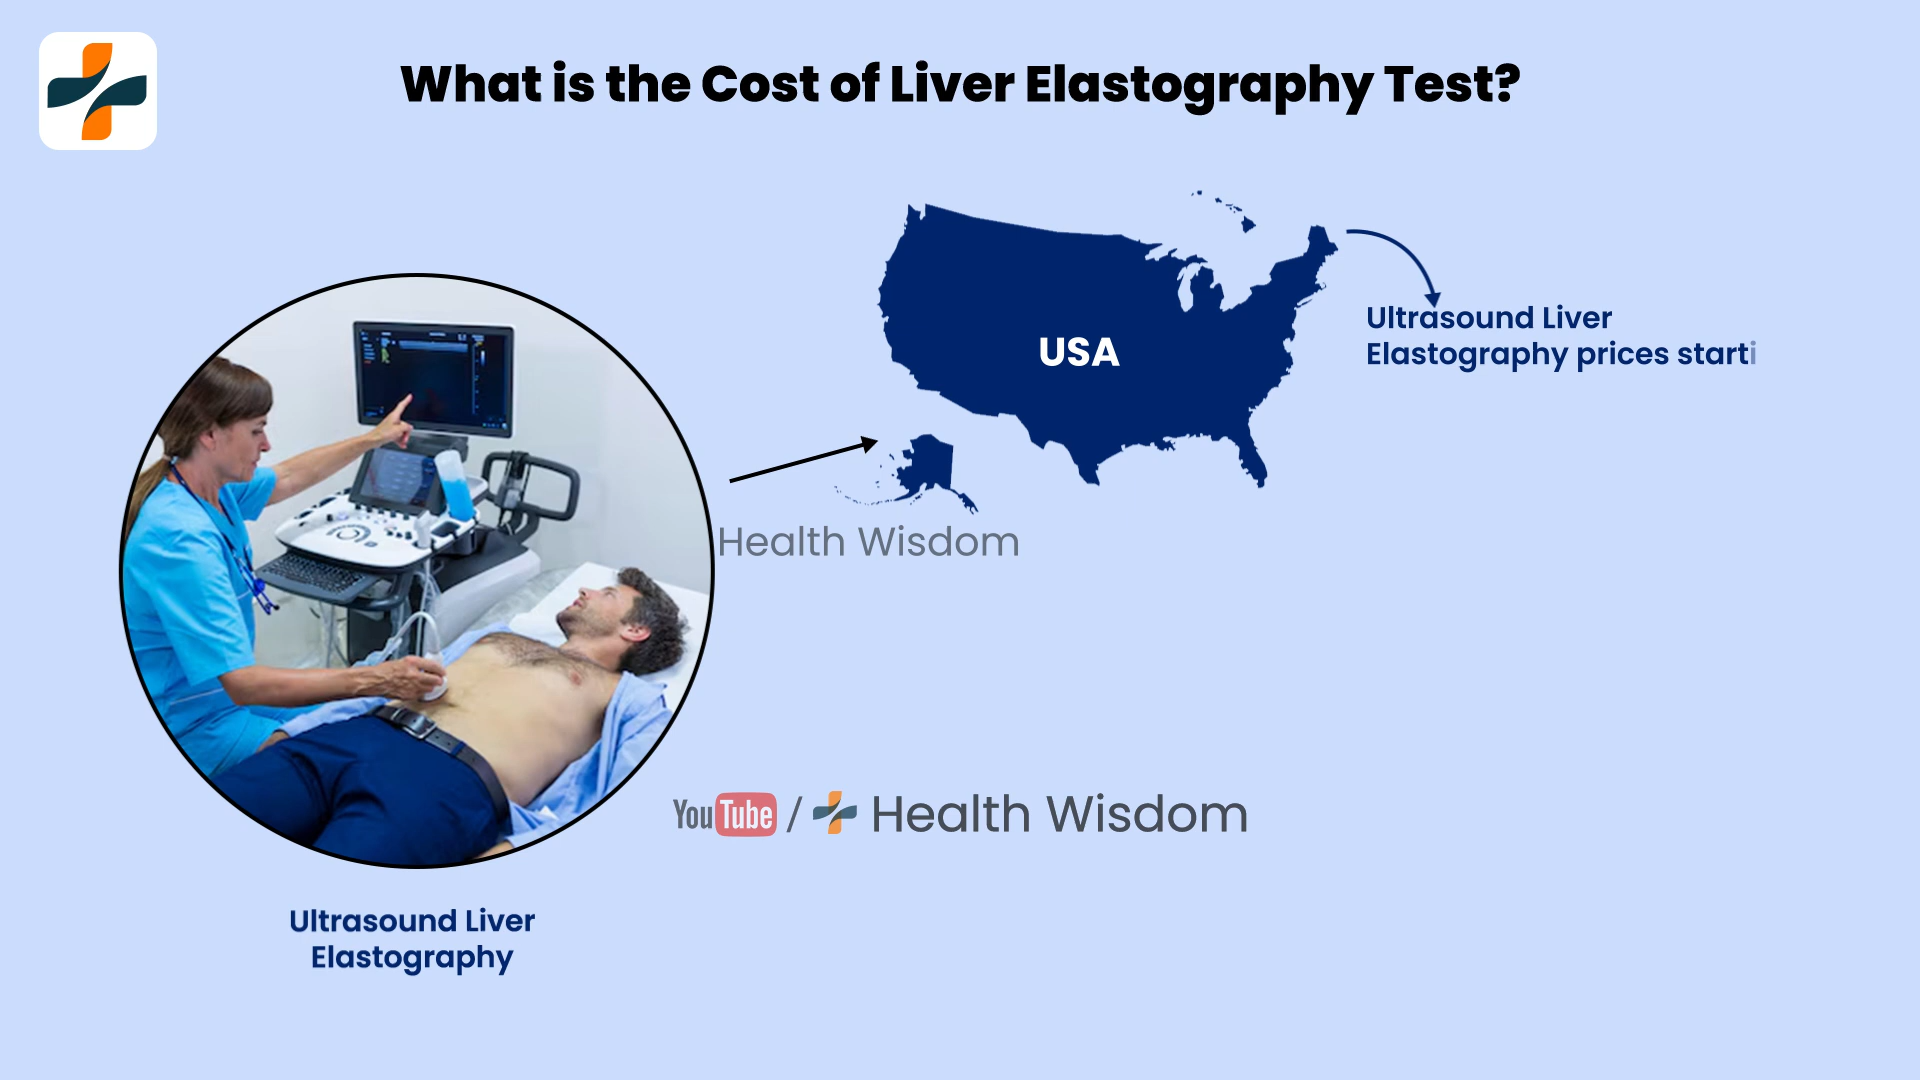 What is the Cost of Liver Elastography Test?
USA
Ultrasound Liver
Elastography prices starti
Health Wisdom
YouTube / Health Wisdom
Ultrasound Liver
Elastography